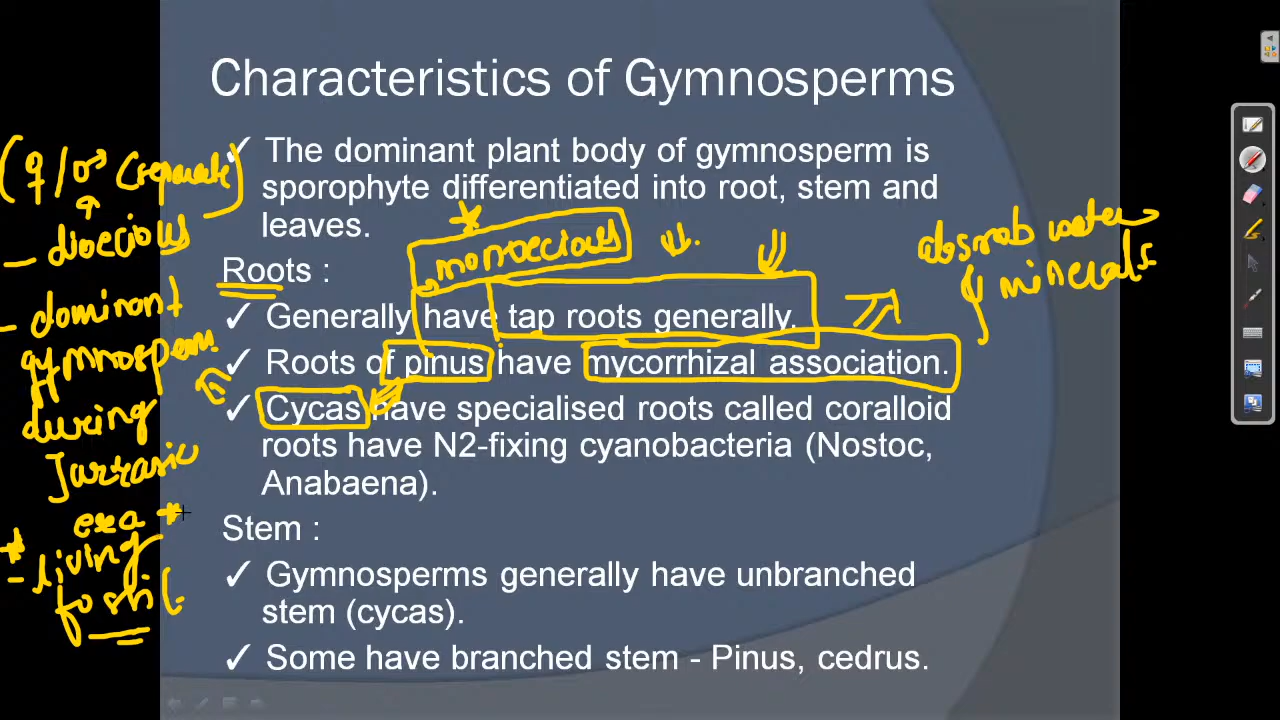 Characteristics of Gymnosperms
✓ The dominant plant body of gymnosperm is
sporophyte differentiated into root, stem and
leaves.
Roots :
✓ Generally have tap roots generally.
✓ Roots of pinus have mycorrhizal association.
✓ Cycas have specialised roots called coralloid
roots have N2-fixing cyanobacteria (Nostoc,
Anabaena).
Stem :
✓ Gymnosperms generally have unbranched
stem (cycas).
✓ Some have branched stem - Pinus, cedrus.
(♀/♂ (separate)
- dioecious
- dominant
gymnosperm
during
Jurrasic
exa *
* - living
fossil
* monoecious
absorb water
& minerals